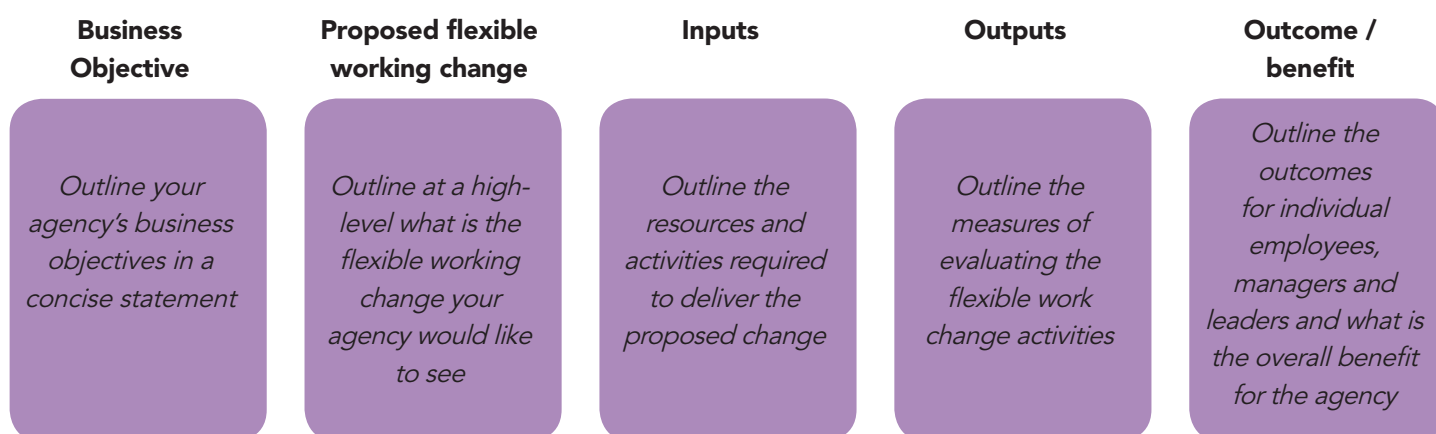 Business
Objective
Outline your
agency's business
objectives in a
concise statement
Proposed flexible
working change
Outline at a high-
level what is the
flexible working
change your
agency would like
to see
Inputs
Outline the
resources and
activities required
to deliver the
proposed change
Outputs
Outline the
measures of
evaluating the
flexible work
change activities
Outcome /
benefit
Outline the
outcomes
for individual
employees,
managers and
leaders and what is
the overall benefit
for the agency